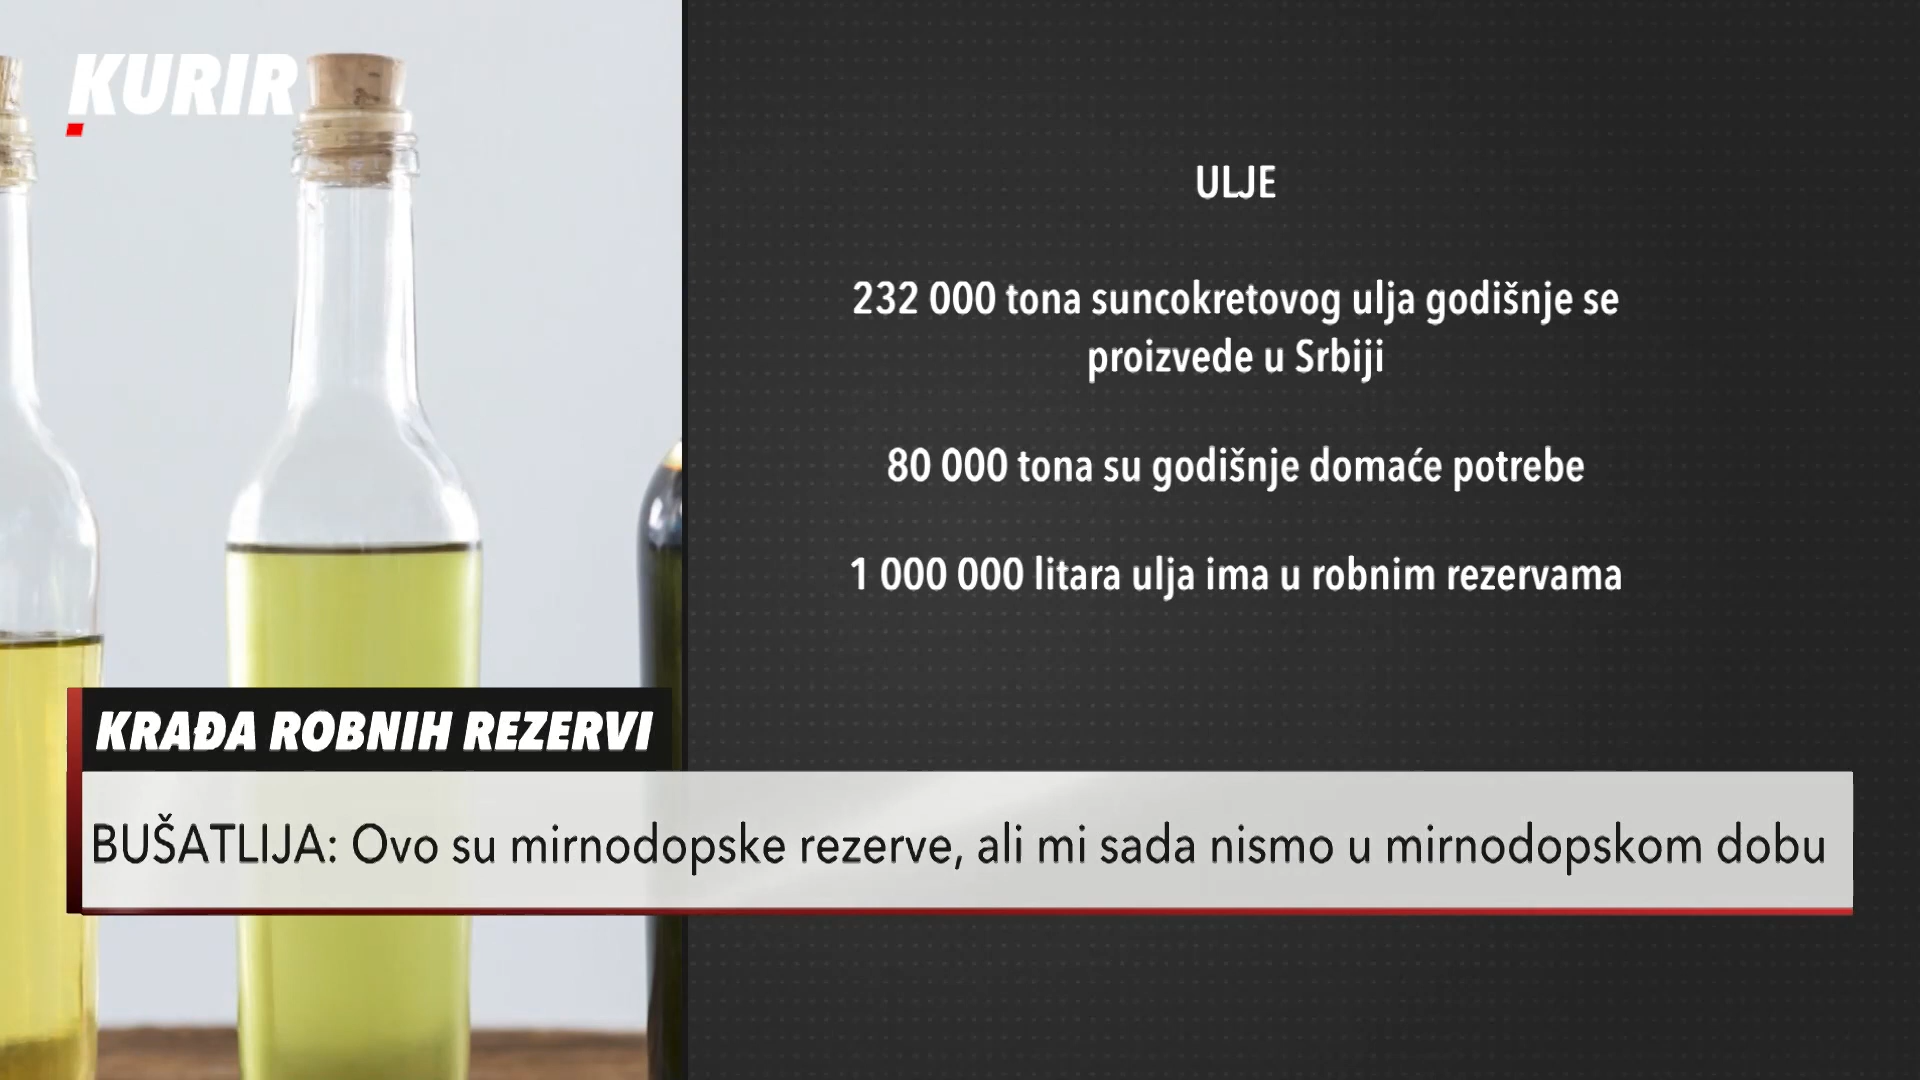 KURIR
ULJE
232 000 tona suncokretovog ulja godišnje se
proizvede u Srbiji
80 000 tona su godišnje domaće potrebe
1 000 000 litara ulja ima u robnim rezervama
KRAĐA ROBNIH REZERVI
BUŠATLIJA: Ovo su mirnodopske rezerve, ali mi sada nismo u mirnodopskom dobu